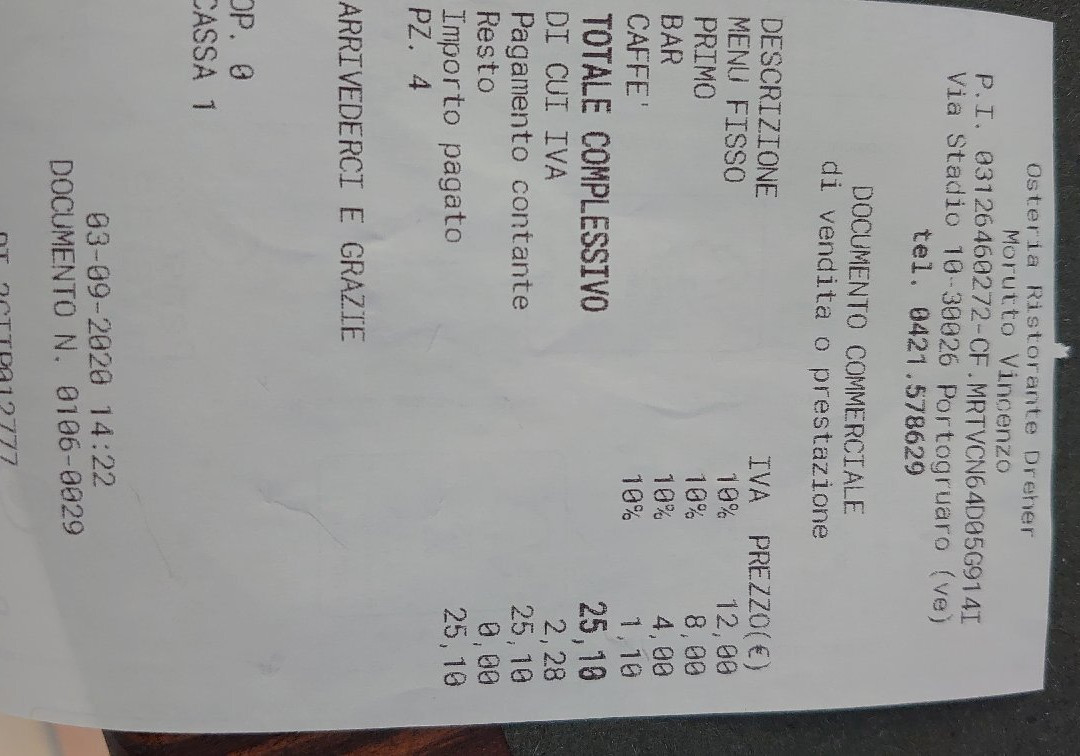 Osteria Ristorante Dreher
Morutto Vincenzo
P.I. 03126460272-CF.MRTVCN64D05G914I
Via Stadio 10-30026 Portogruaro (ve)
tel. 0421.578629
DOCUMENTO COMMERCIALE
di vendita o prestazione
DESCRIZIONE IVA PREZZO(€)
MENU FISSO 10% 12,00
PRIMO 10% 8,00
BAR 10% 4,00
CAFFE' 10% 1,10
TOTALE COMPLESSIVO 25,10
DI CUI IVA 2,28
Pagamento contante 25,10
Resto 0,00
Importo pagato 25,10
PZ. 4
ARRIVEDERCI E GRAZIE
OP. 0
CASSA 1
03-09-2020 14:22
DOCUMENTO N. 0106-0029